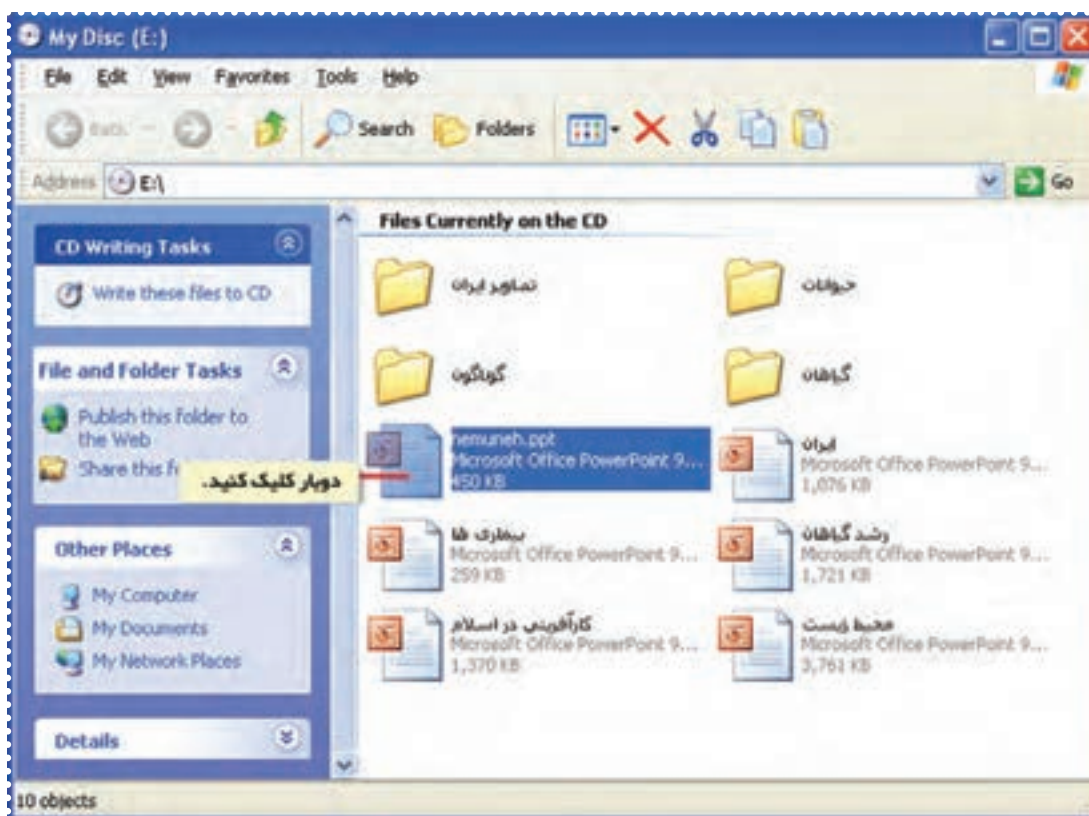 My Disc (E:)
File Edit View Favorites Tools Help
Back Search Folders
Address E:\ Go
CD Writing Tasks
Write these files to CD
File and Folder Tasks
Publish this folder to
the Web
Share this f
دوبار کلیک کنید.
Other Places
My Computer
My Documents
My Network Places
Details
Files Currently on the CD
تصاویر ایران
حیوانات
گوناگون
گیاهان
nemuneh.ppt
Microsoft Office PowerPoint 9...
450 KB
ایران
Microsoft Office PowerPoint 9...
1,076 KB
بیماری ها
Microsoft Office PowerPoint 9...
259 KB
رشد گیاهان
Microsoft Office PowerPoint 9...
1,721 KB
کارآفرینی در اسلام
Microsoft Office PowerPoint 9...
1,370 KB
محیط زیست
Microsoft Office PowerPoint 9...
3,761 KB
10 objects